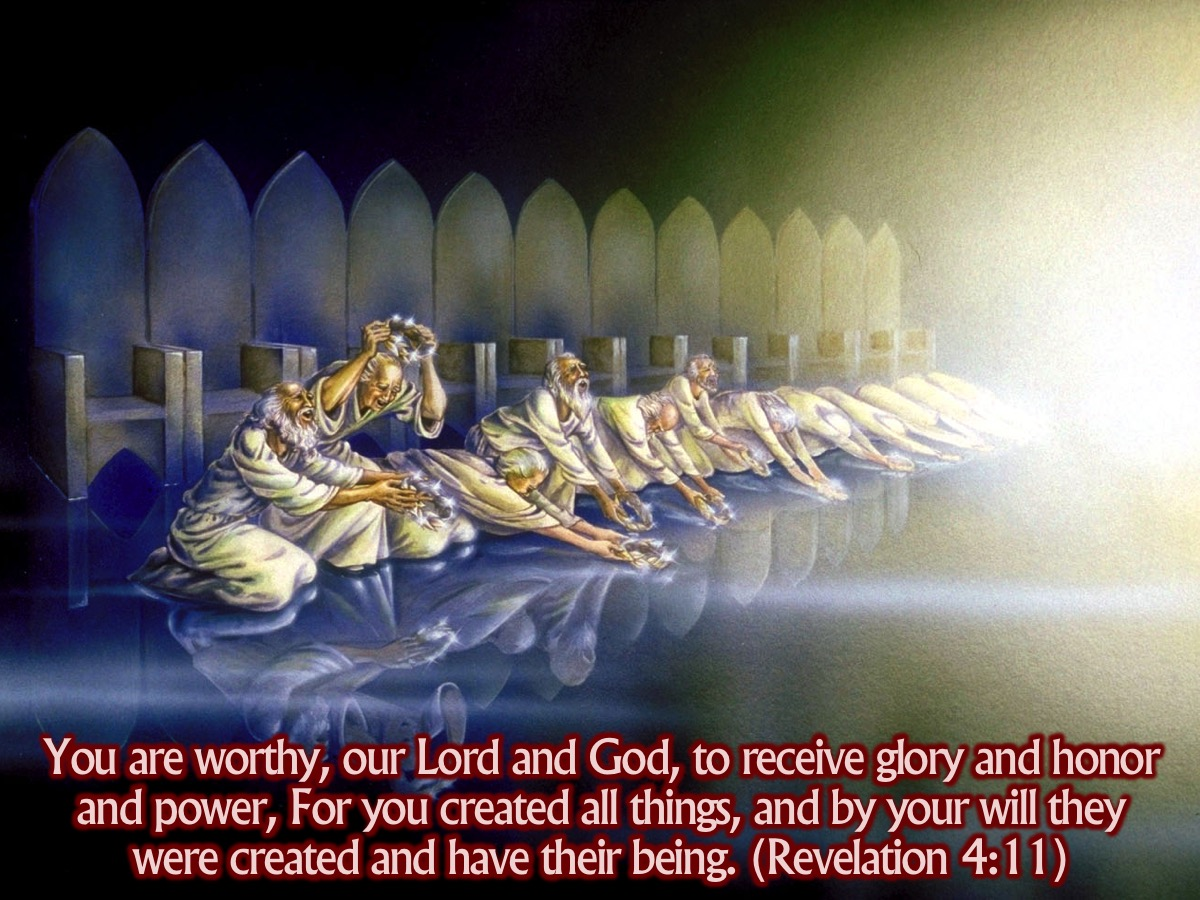 You are worthy, our Lord and God, to receive glory and honor
and power, For you created all things, and by your will they
were created and have their being. (Revelation 4:11)